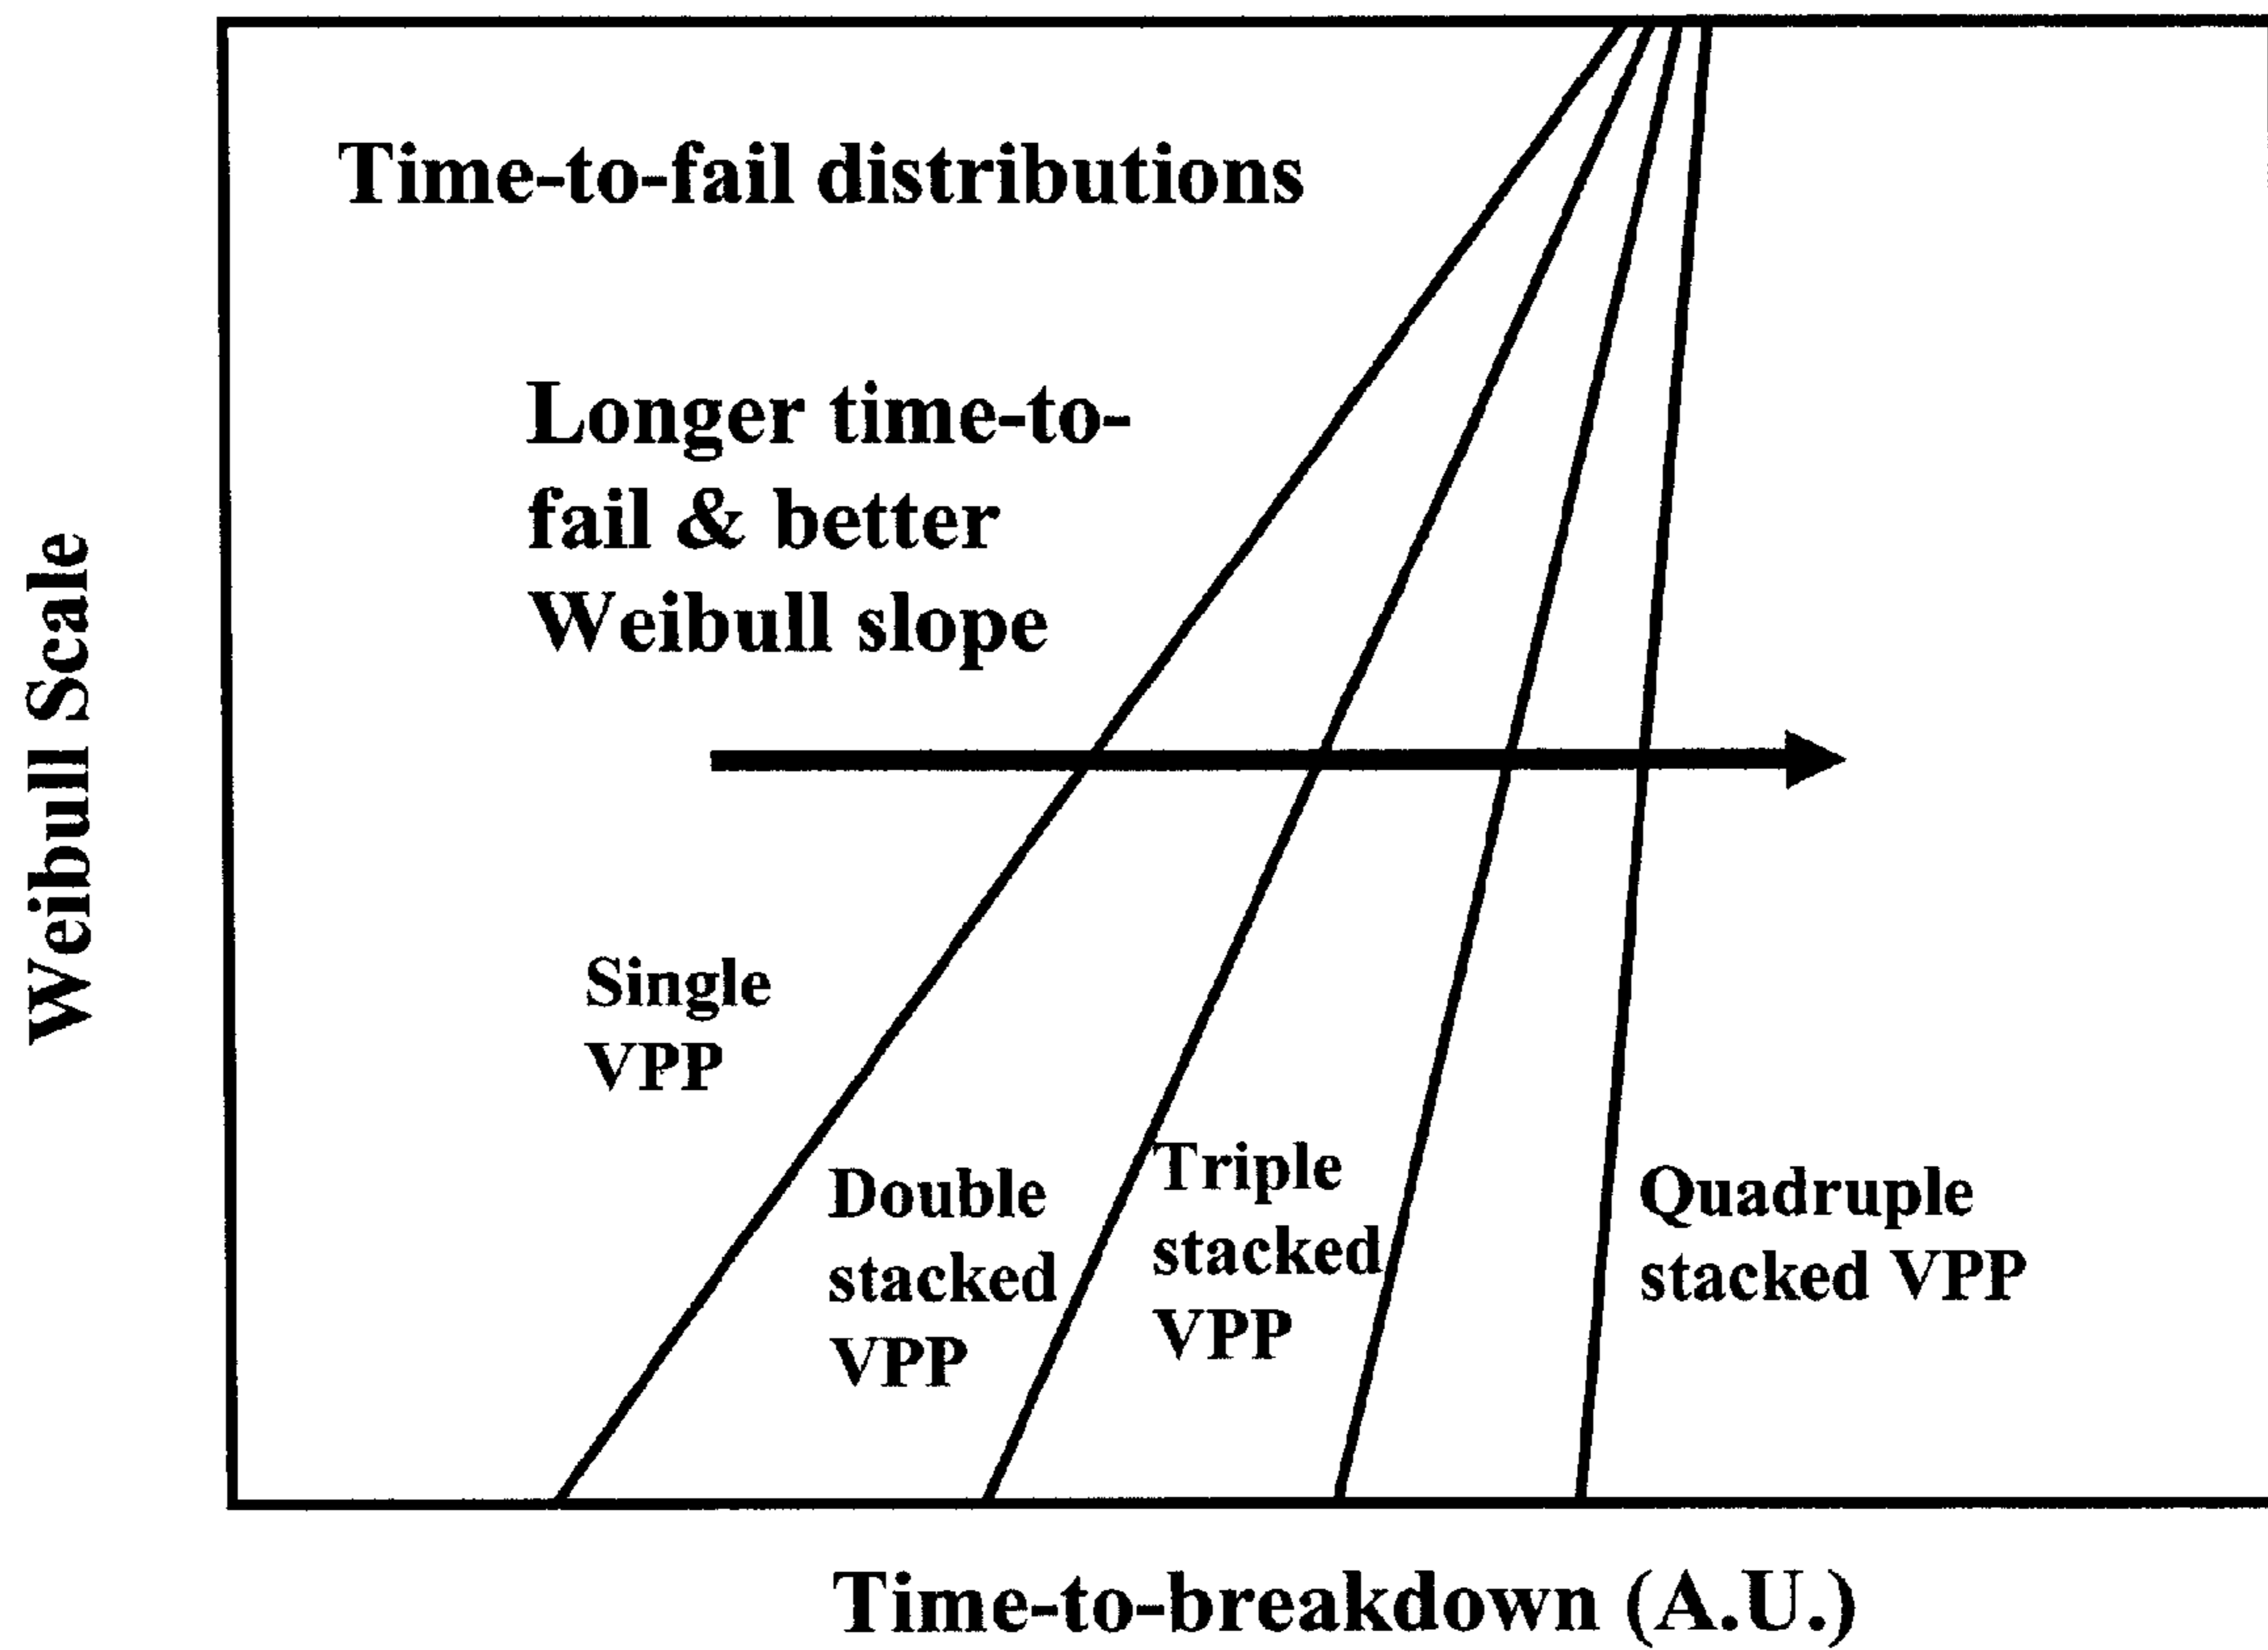 Time-to-fail distributions
Longer time-to-
fail & better
Weibull slope
Weibull Scale
Single
VPP
Double
stacked
VPP
Triple
stacked
VPP
Quadruple
stacked VPP
Time-to-breakdown (A.U.)